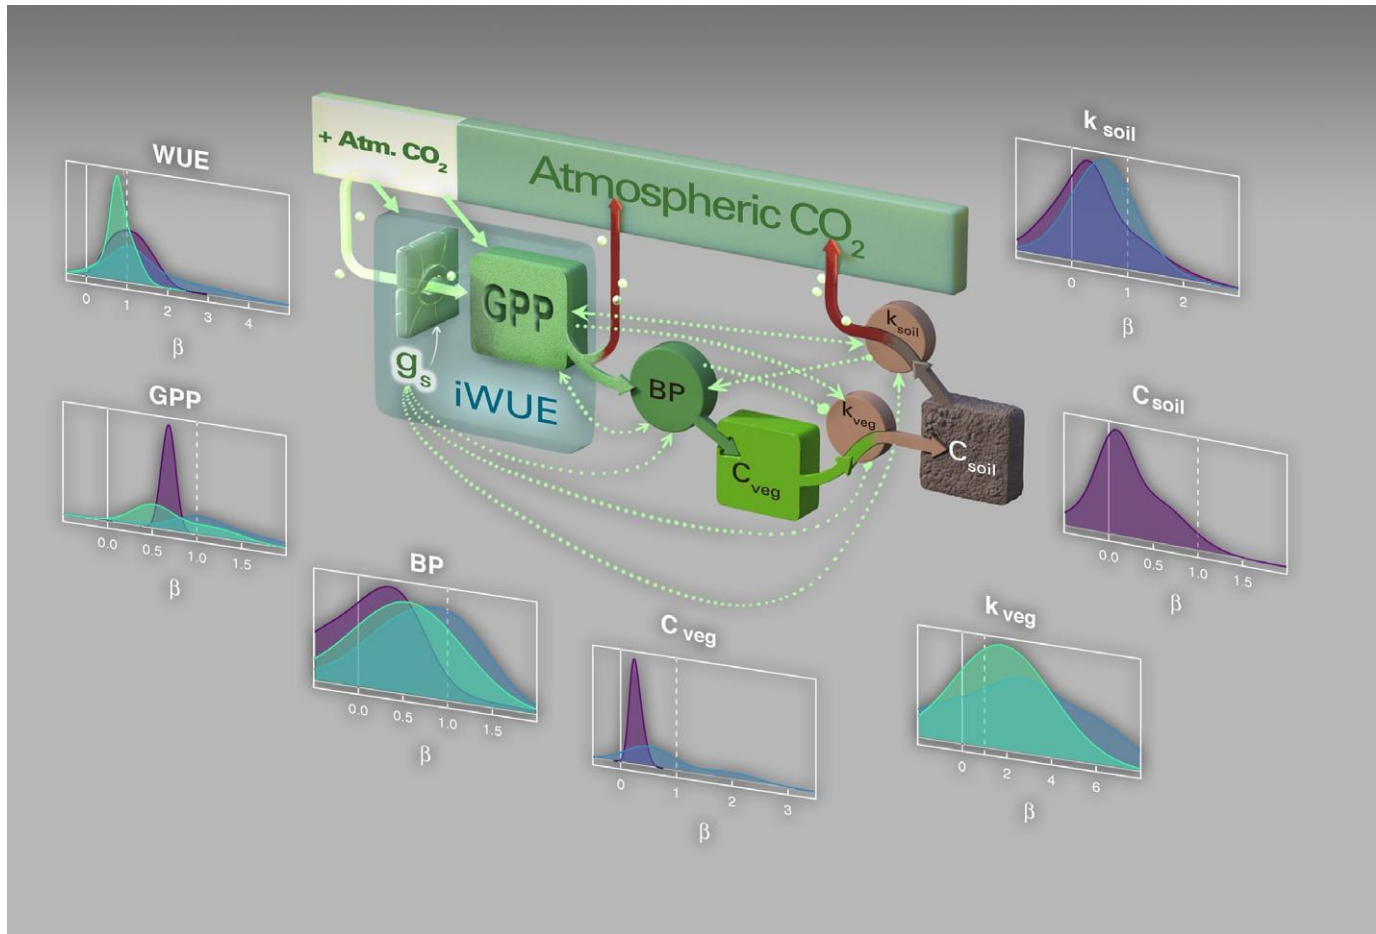 + Atm. CO2
Atmospheric CO2
GPP
gs
iWUE
BP
Cveg
kveg
ksoil
Csoil
WUE
0 1 2 3 4
β
GPP
0.0 0.5 1.0 1.5
β
BP
0.0 0.5 1.0 1.5
β
C veg
0 1 2 3
β
k veg
0 2 4 6
β
C soil
0.0 0.5 1.0 1.5
β
k soil
0 1 2
β